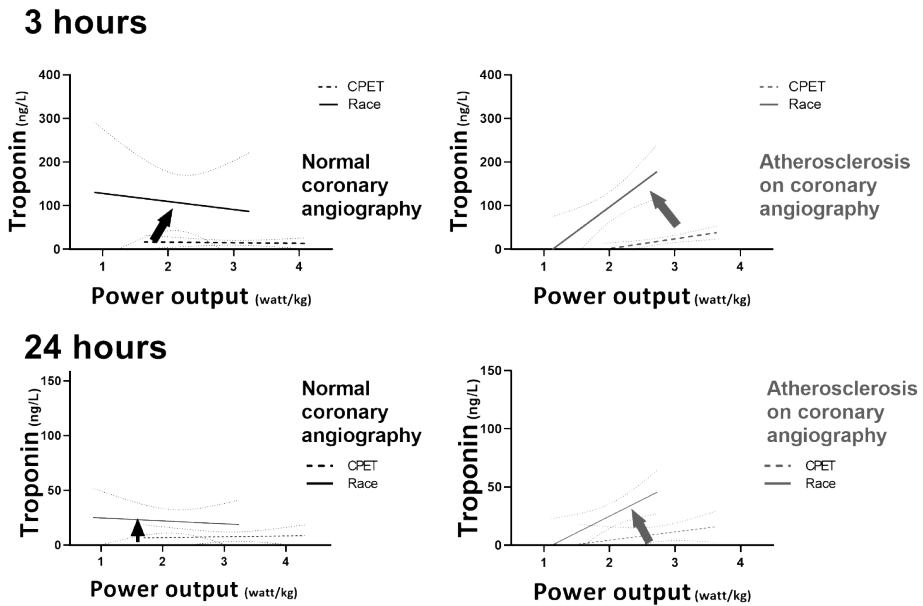 3 hours
400
300
200
100
0
Troponin (ng/L)
CPET
Race
Normal
coronary
angiography
1 2 3 4
Power output (watt/kg)
400
300
200
100
0
Troponin (ng/L)
CPET
Race
Atherosclerosis
on coronary
angiography
1 2 3 4
Power output (watt/kg)
24 hours
150
100
50
0
Troponin (ng/L)
Normal
coronary
angiography
CPET
Race
1 2 3 4
Power output (watt/kg)
150
100
50
0
Troponin (ng/L)
Atherosclerosis
on coronary
angiography
CPET
Race
1 2 3 4
Power output (watt/kg)